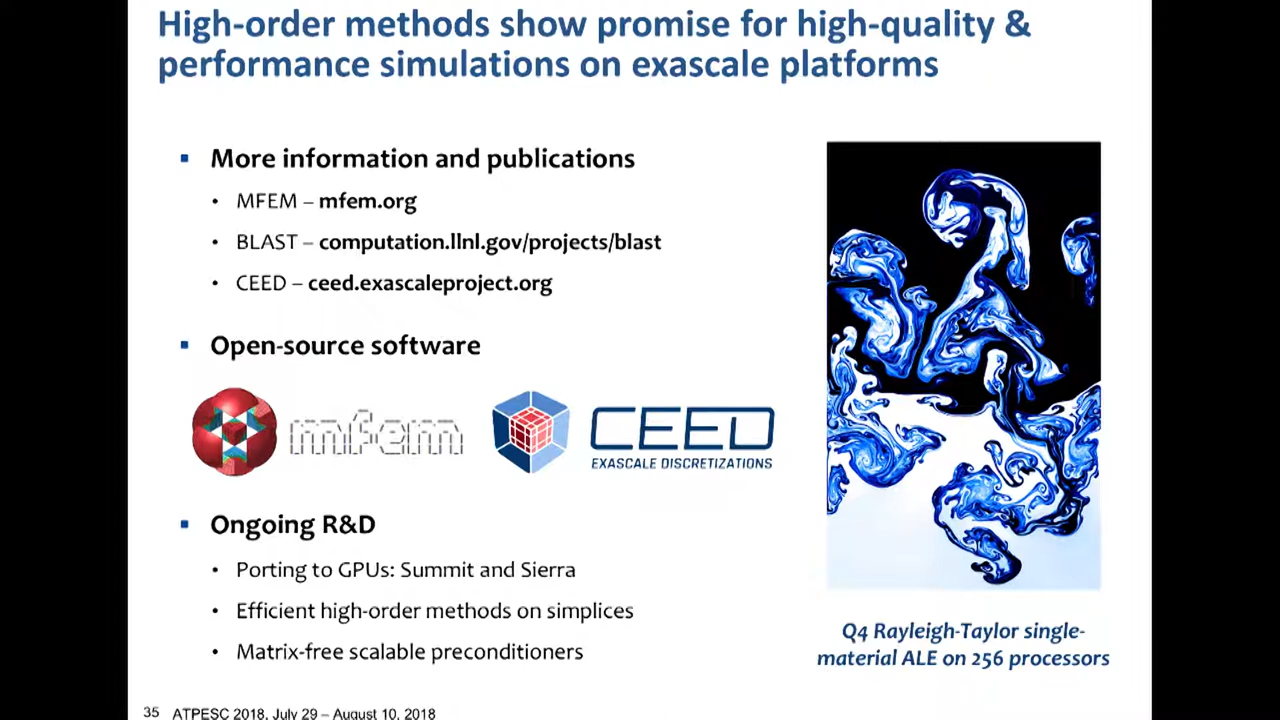 High-order methods show promise for high-quality &
performance simulations on exascale platforms
▪ More information and publications
• MFEM – mfem.org
• BLAST – computation.llnl.gov/projects/blast
• CEED – ceed.exascaleproject.org
▪ Open-source software
mfem
CEED
EXASCALE DISCRETIZATIONS
▪ Ongoing R&D
• Porting to GPUs: Summit and Sierra
• Efficient high-order methods on simplices
• Matrix-free scalable preconditioners
Q4 Rayleigh-Taylor single-
material ALE on 256 processors
35 ATPESC 2018, July 29 – August 10, 2018